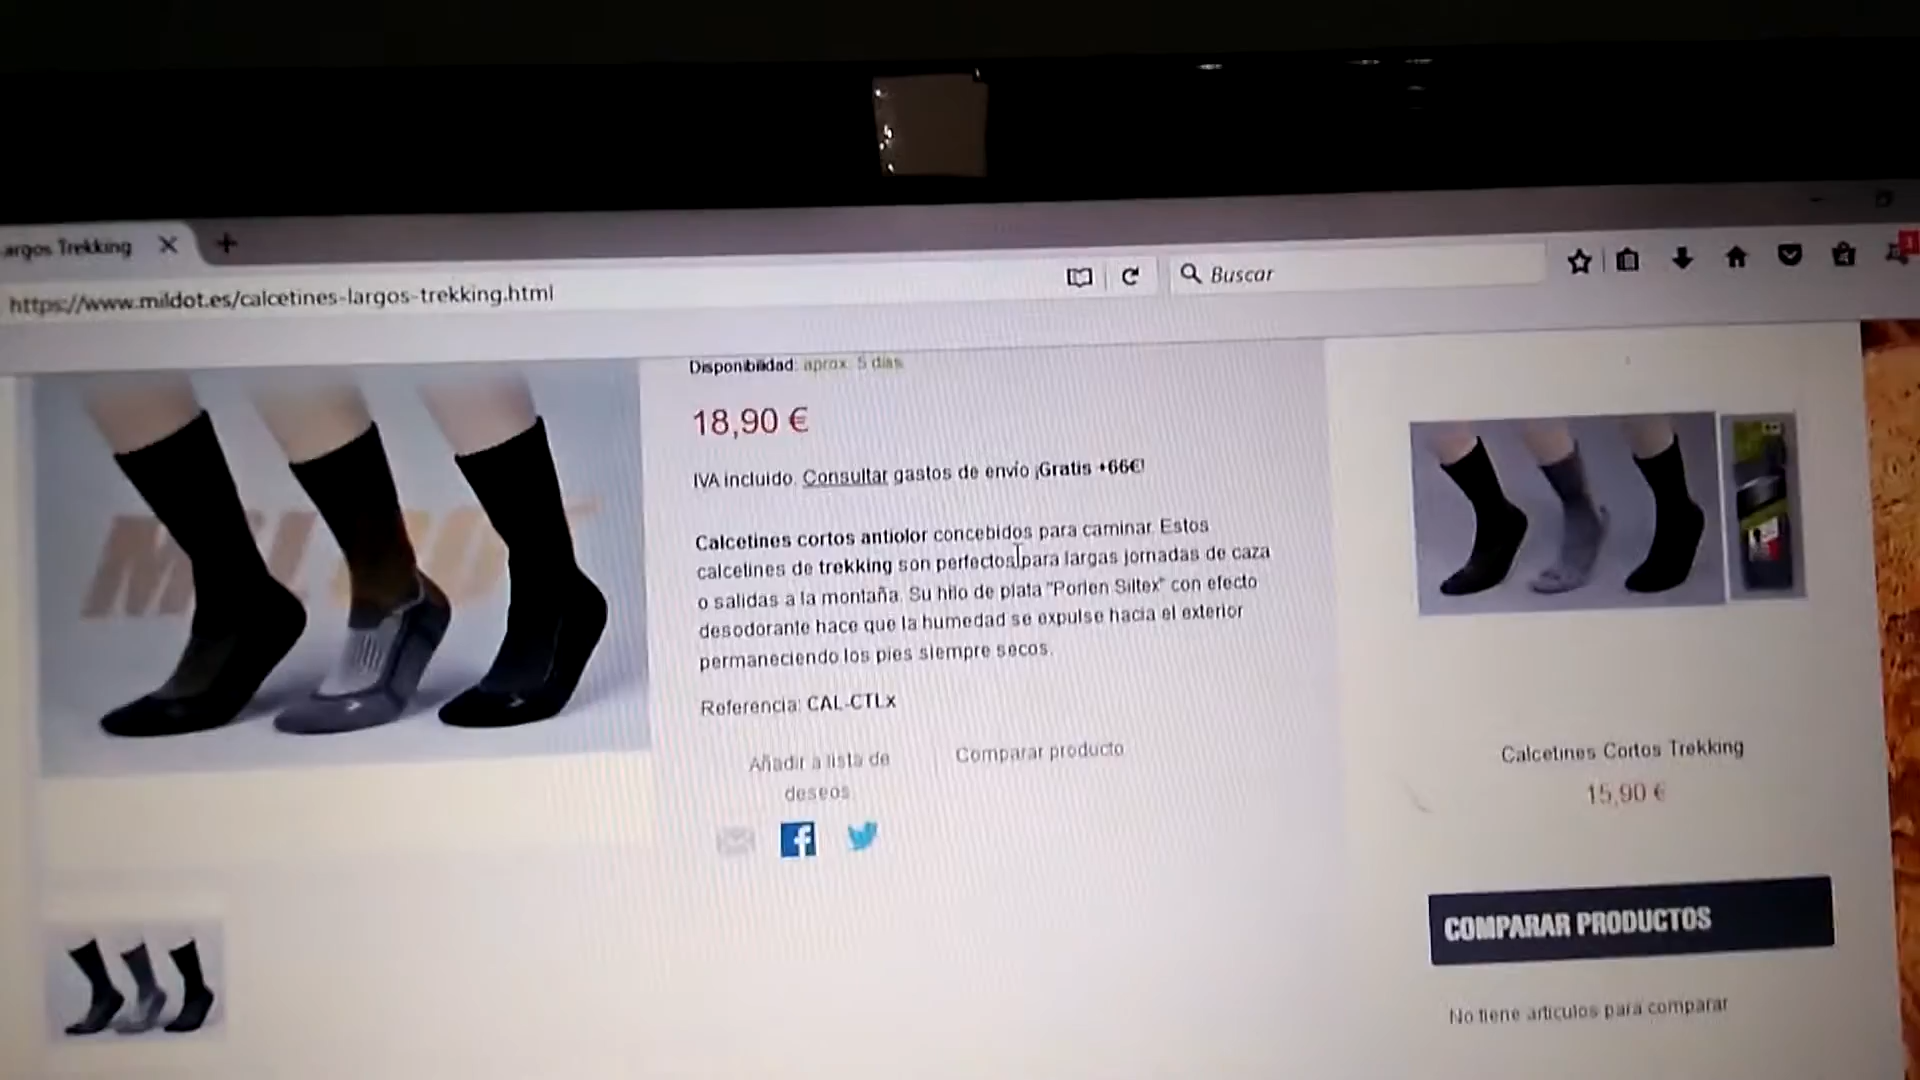 argos Trekking
https://www.mildot.es/calcetines-largos-trekking.html
Buscar
3
Disponibilidad: aprox. 5 días
18,90 €
IVA incluido. Consultar gastos de envío ¡Gratis +66€!
Calcetines cortos antiolor concebidos para caminar. Estos
calcetines de trekking son perfectos para largas jornadas de caza
o salidas a la montaña. Su hilo de plata "Porlen Siltex" con efecto
desodorante hace que la humedad se expulse hacia el exterior
permaneciendo los pies siempre secos.
Referencia: CAL-CTLx
Añadir a lista de
deseos
Comparar producto
Calcetines Cortos Trekking
15,90 €
COMPARAR PRODUCTOS
No tiene artículos para comparar